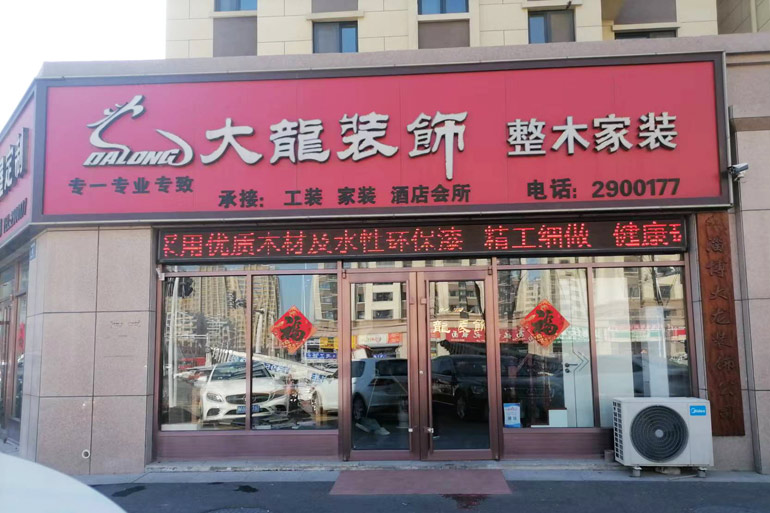 DALONG
大龍装飾
整木家装
专一专业专致
承接: 工装 家装 酒店会所
电话: 2900177
采用优质木材及水性环保漆 精工细做 健康
福
福
Midea